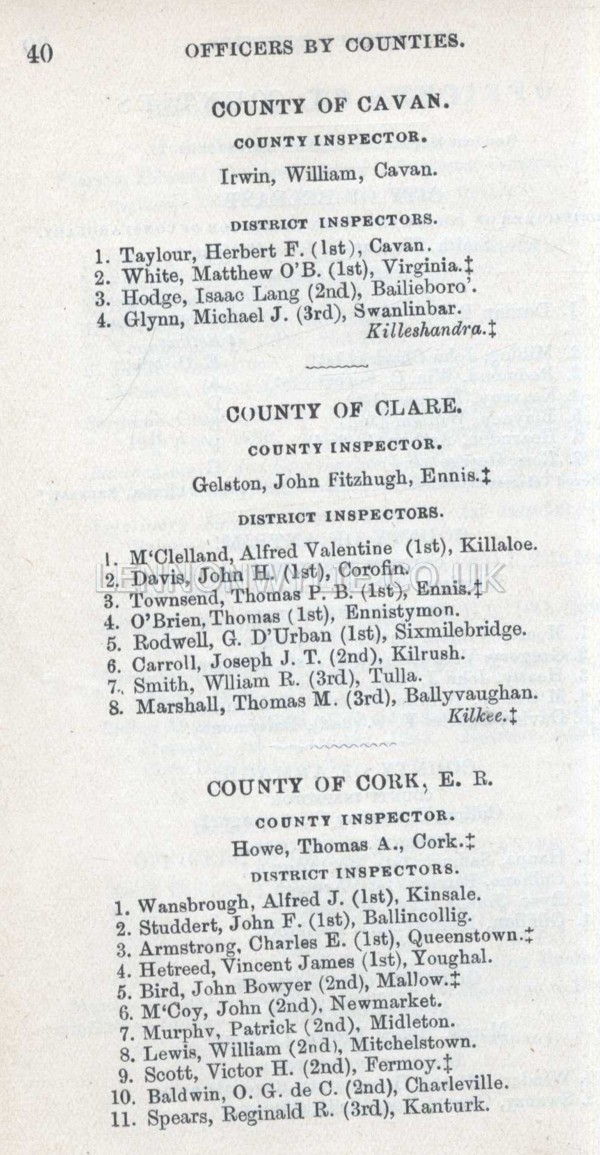 40
OFFICERS BY COUNTIES.
COUNTY OF CAVAN.
COUNTY INSPECTOR.
Irwin, William, Cavan.
DISTRICT INSPECTORS.
1. Taylour, Herbert F. (1st), Cavan.
2. White, Matthew O'B. (1st), Virginia.‡
3. Hodge, Isaac Lang (2nd), Bailieboro'.
4. Glynn, Michael J. (3rd), Swanlinbar.
Killeshandra.‡
COUNTY OF CLARE.
COUNTY INSPECTOR.
Gelston, John Fitzhugh, Ennis.‡
DISTRICT INSPECTORS.
1. M‘Clelland, Alfred Valentine (1st), Killaloe.
2. Davis, John H. (1st), Corofin.
LENNONWYLIE.CO.UK
3. Townsend, Thomas P. B. (1st), Ennis.‡
4. O'Brien, Thomas (1st), Ennistymon.
5. Rodwell, G. D'Urban (1st), Sixmilebridge.
6. Carroll, Joseph J. T. (2nd), Kilrush.
7. Smith, Wlliam R. (3rd), Tulla.
8. Marshall, Thomas M. (3rd), Ballyvaughan.
Kilkee.‡
COUNTY OF CORK, E. R.
COUNTY INSPECTOR.
Howe, Thomas A., Cork.‡
DISTRICT INSPECTORS.
1. Wansbrough, Alfred J. (1st), Kinsale.
2. Studdert, John F. (1st), Ballincollig.
3. Armstrong, Charles E. (1st), Queenstown.‡
4. Hetreed, Vincent James (1st), Youghal.
5. Bird, John Bowyer (2nd), Mallow.‡
6. M'Coy, John (2nd), Newmarket.
7. Murphy, Patrick (2nd), Midleton.
8. Lewis, William (2nd), Mitchelstown.
9. Scott, Victor H. (2nd), Fermoy.‡
10. Baldwin, O. G. de C. (2nd), Charleville.
11. Spears, Reginald R. (3rd), Kanturk.